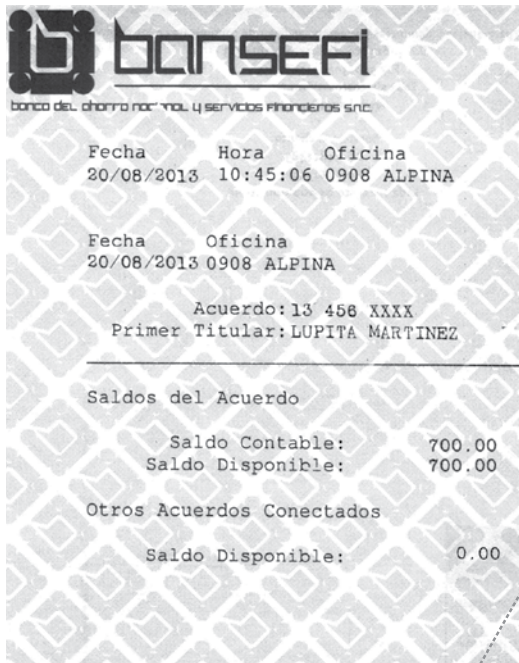 bansefi
banco del ahorro nacional y servicios financieros s.n.c.
Fecha Hora Oficina
20/08/2013 10:45:06 0908 ALPINA
Fecha Oficina
20/08/2013 0908 ALPINA
Acuerdo: 13 456 XXXX
Primer Titular: LUPITA MARTINEZ
Saldos del Acuerdo
Saldo Contable: 700.00
Saldo Disponible: 700.00
Otros Acuerdos Conectados
Saldo Disponible: 0.00